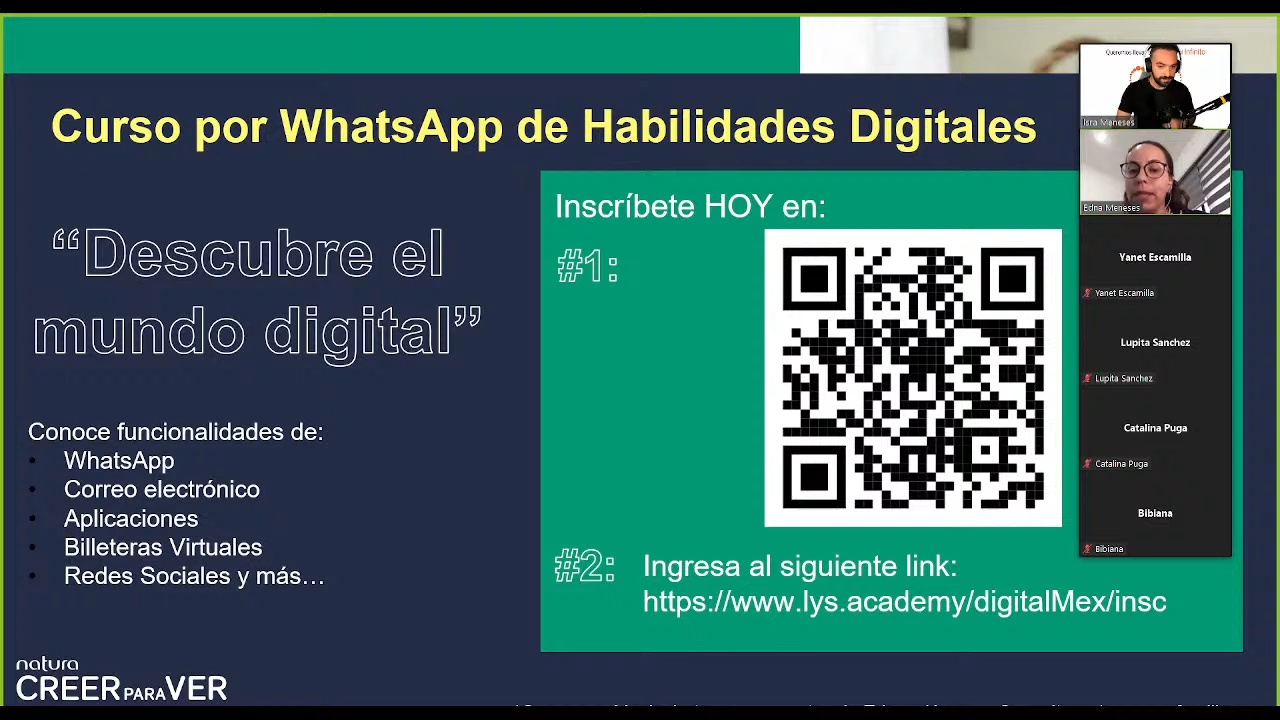 Curso por WhatsApp de Habilidades Digitales
“Descubre el
mundo digital”
Conoce funcionalidades de:
• WhatsApp
• Correo electrónico
• Aplicaciones
• Billeteras Virtuales
• Redes Sociales y más…
natura
CREER PARA VER
Inscríbete HOY en:
#1:
#2: Ingresa al siguiente link:
https://www.lys.academy/digitalMex/insc
Infinito
Isra Meneses
Edna Meneses
Yanet Escamilla
Yanet Escamilla
Lupita Sanchez
Lupita Sanchez
Catalina Puga
Catalina Puga
Bibiana
Bibiana